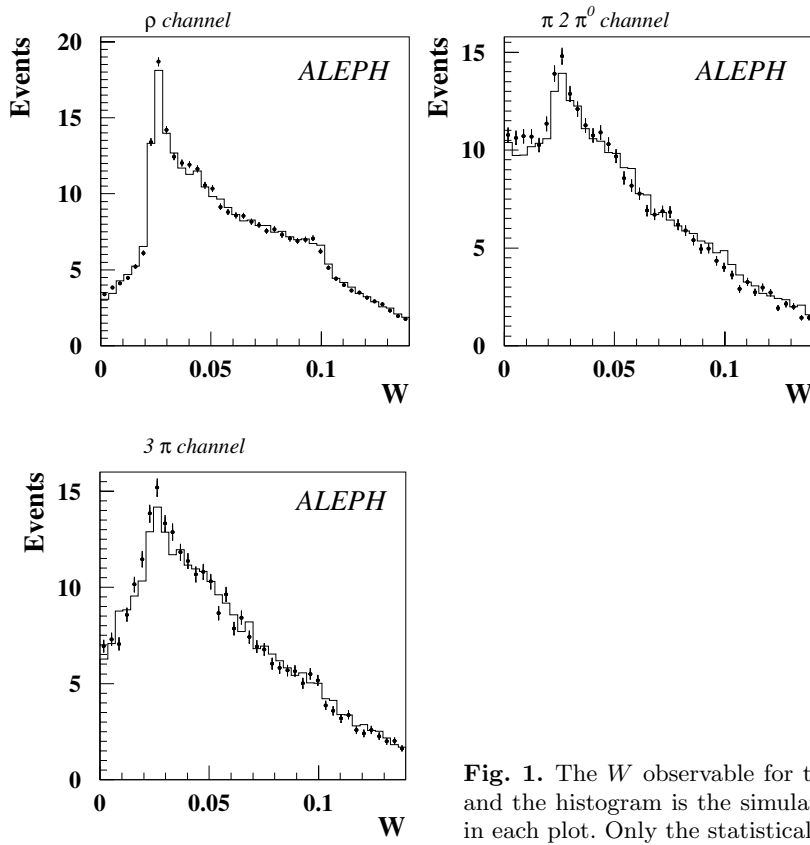 ρ channel
π 2 π⁰ channel
Events
20
15
10
5
0
ALEPH
0
0.05
0.1
W
Events
15
10
5
0
ALEPH
0
0.05
0.1
W
3 π channel
Events
15
10
5
0
ALEPH
0
0.05
0.1
W
Fig. 1. The W observable for t
and the histogram is the simula
in each plot. Only the statistical